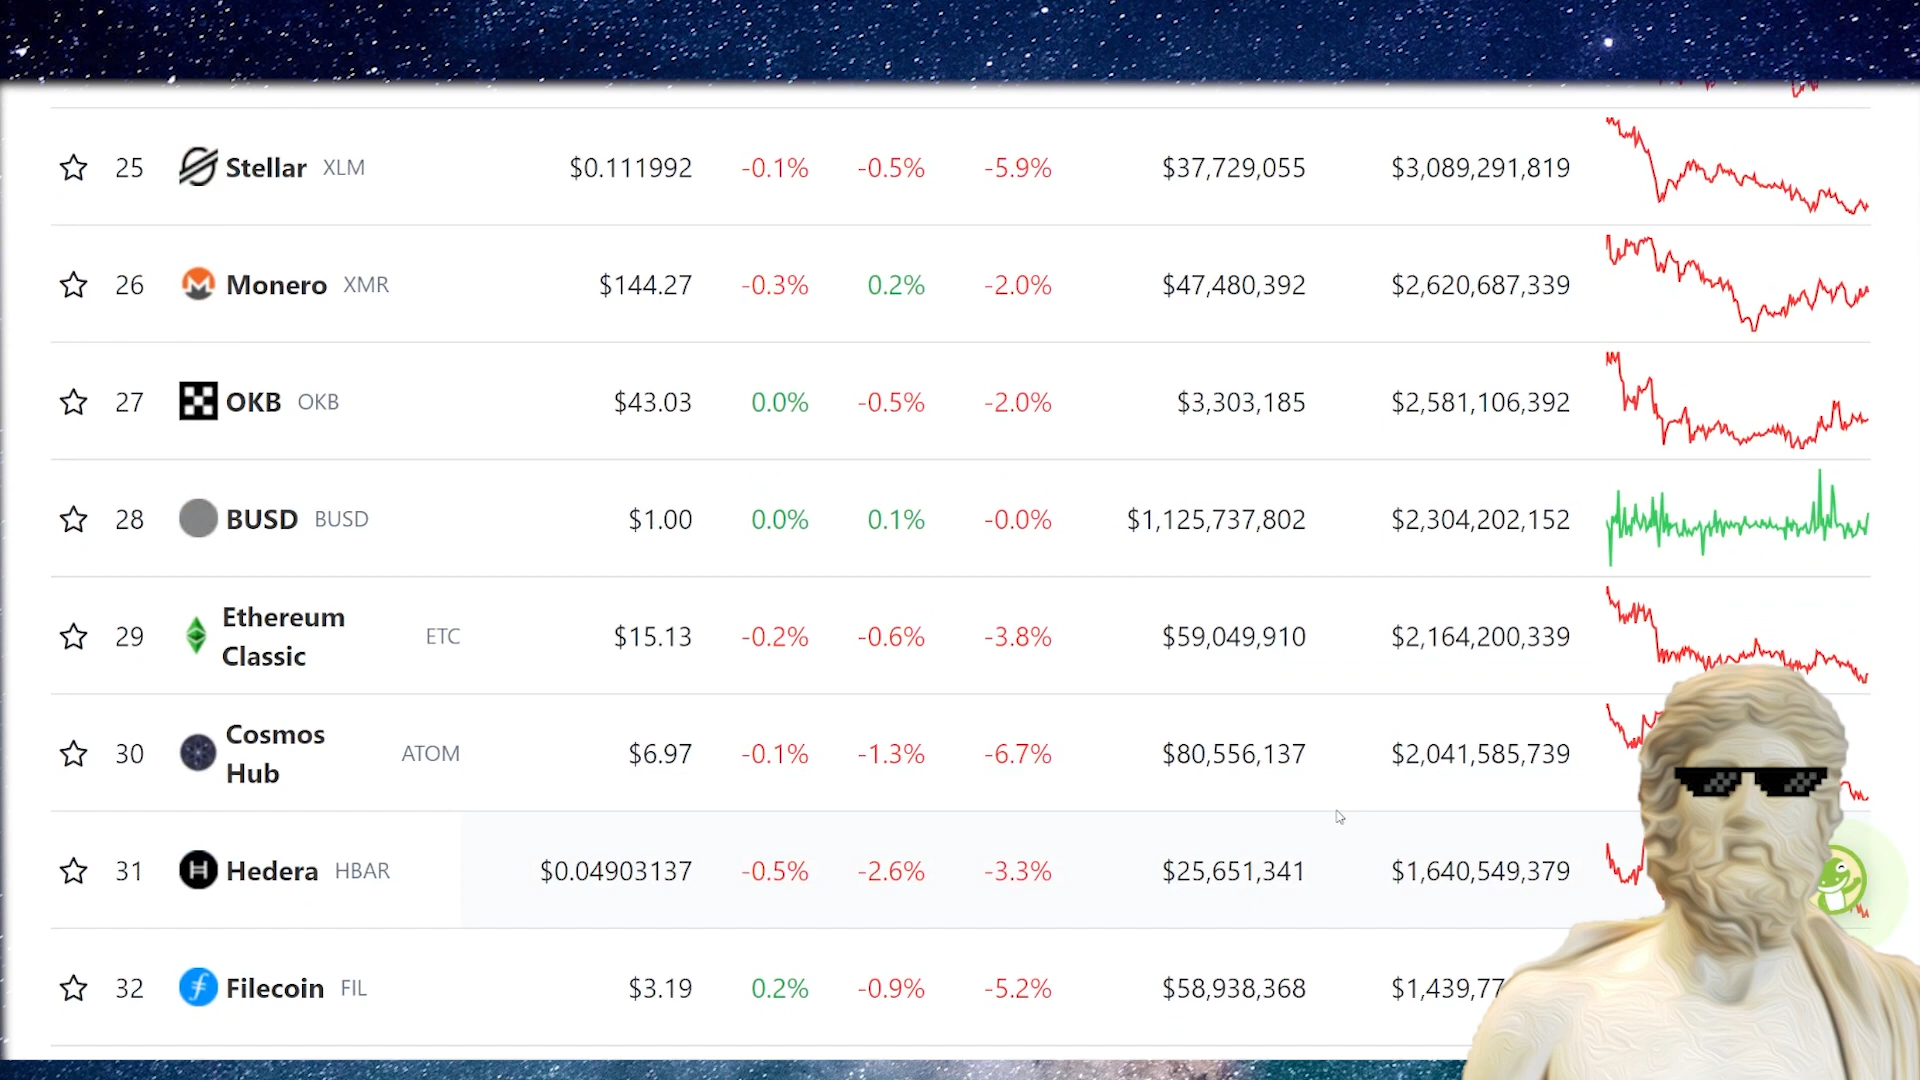 25 Stellar XLM $0.111992 -0.1% -0.5% -5.9% $37,729,055 $3,089,291,819
26 Monero XMR $144.27 -0.3% 0.2% -2.0% $47,480,392 $2,620,687,339
27 OKB OKB $43.03 0.0% -0.5% -2.0% $3,303,185 $2,581,106,392
28 BUSD BUSD $1.00 0.0% 0.1% -0.0% $1,125,737,802 $2,304,202,152
29 Ethereum Classic ETC $15.13 -0.2% -0.6% -3.8% $59,049,910 $2,164,200,339
30 Cosmos Hub ATOM $6.97 -0.1% -1.3% -6.7% $80,556,137 $2,041,585,739
31 Hedera HBAR $0.04903137 -0.5% -2.6% -3.3% $25,651,341 $1,640,549,379
32 Filecoin FIL $3.19 0.2% -0.9% -5.2% $58,938,368